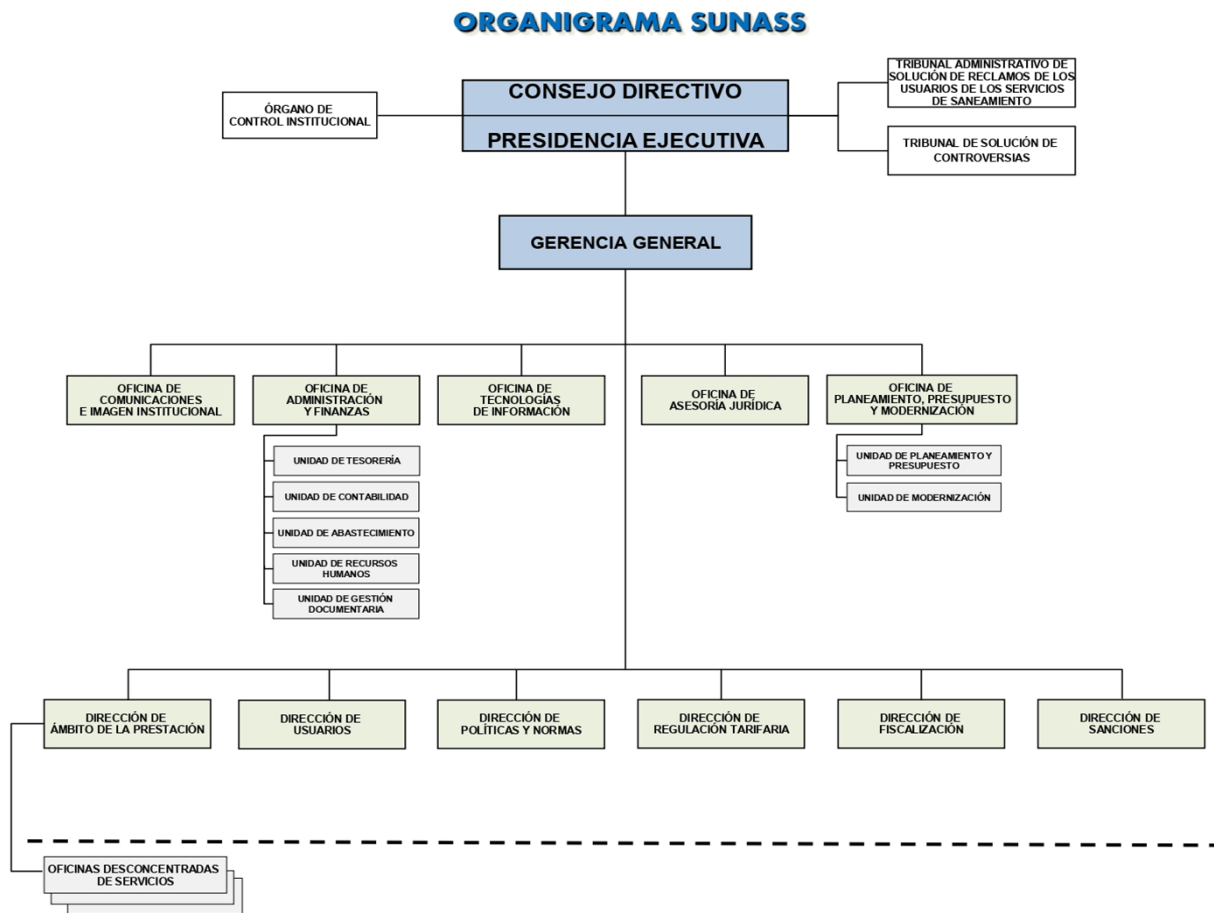 ORGANIGRAMA SUNASS
TRIBUNAL ADMINISTRATIVO DE
SOLUCIÓN DE RECLAMOS DE LOS
USUARIOS DE LOS SERVICIOS
DE SANEAMIENTO
CONSEJO DIRECTIVO
ÓRGANO DE
CONTROL INSTITUCIONAL
PRESIDENCIA EJECUTIVA
TRIBUNAL DE SOLUCIÓN DE
CONTROVERSIAS
GERENCIA GENERAL
OFICINA DE
COMUNICACIONES
E IMAGEN INSTITUCIONAL
OFICINA DE
ADMINISTRACIÓN
Y FINANZAS
OFICINA DE
TECNOLOGÍAS
DE INFORMACIÓN
OFICINA DE
ASESORÍA JURÍDICA
OFICINA DE
PLANEAMIENTO, PRESUPUESTO
Y MODERNIZACIÓN
UNIDAD DE TESORERÍA
UNIDAD DE CONTABILIDAD
UNIDAD DE ABASTECIMIENTO
UNIDAD DE RECURSOS
HUMANOS
UNIDAD DE GESTIÓN
DOCUMENTARIA
UNIDAD DE PLANEAMIENTO Y
PRESUPUESTO
UNIDAD DE MODERNIZACIÓN
DIRECCIÓN DE
ÁMBITO DE LA PRESTACIÓN
DIRECCIÓN DE
USUARIOS
DIRECCIÓN DE
POLÍTICAS Y NORMAS
DIRECCIÓN DE
REGULACIÓN TARIFARIA
DIRECCIÓN DE
FISCALIZACIÓN
DIRECCIÓN DE
SANCIONES
OFICINAS DESCONCENTRADAS
DE SERVICIOS